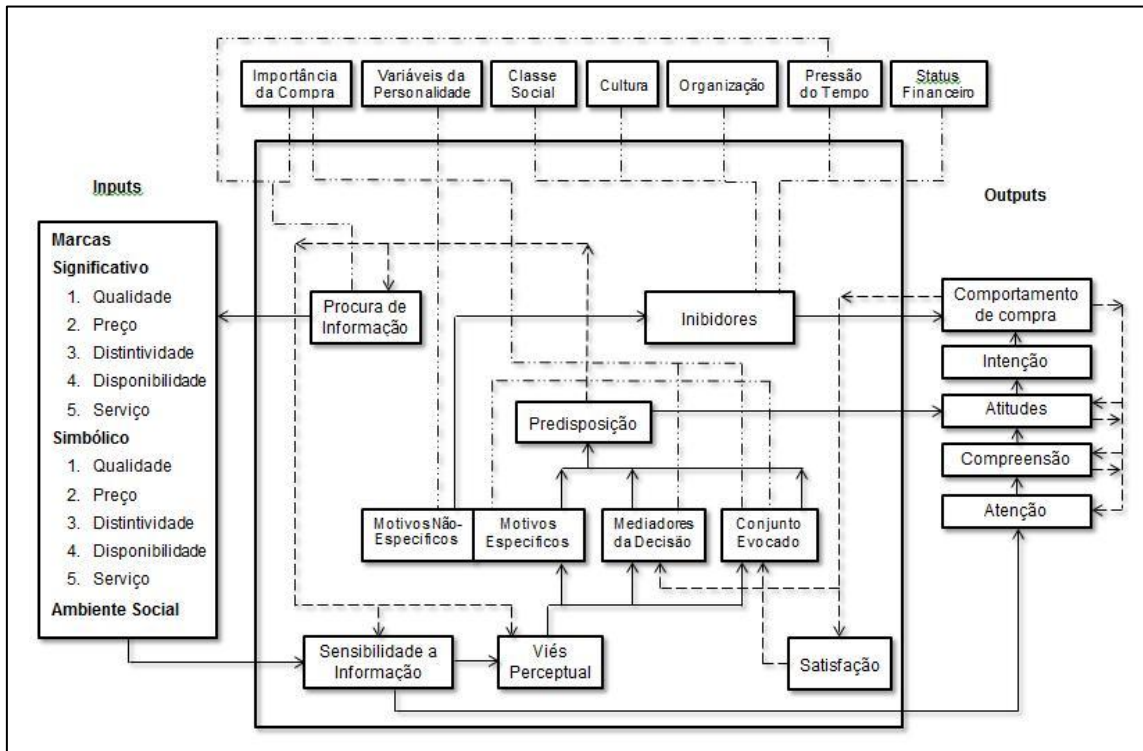 Importância
da Compra
Variáveis da
Personalidade
Classe
Social
Cultura
Organização
Pressão
do Tempo
Status
Financeiro
Inputs
Marcas
Significativo
1. Qualidade
2. Preço
3. Distintividade
4. Disponibilidade
5. Serviço
Simbólico
1. Qualidade
2. Preço
3. Distintividade
4. Disponibilidade
5. Serviço
Ambiente Social
Procura de
Informação
Inibidores
Predisposição
Motivos Não-
Específicos
Motivos
Específicos
Mediadores
da Decisão
Conjunto
Evocado
Sensibilidade a
Informação
Viés
Perceptual
Satisfação
Outputs
Comportamento
de compra
Intenção
Atitudes
Compreensão
Atenção